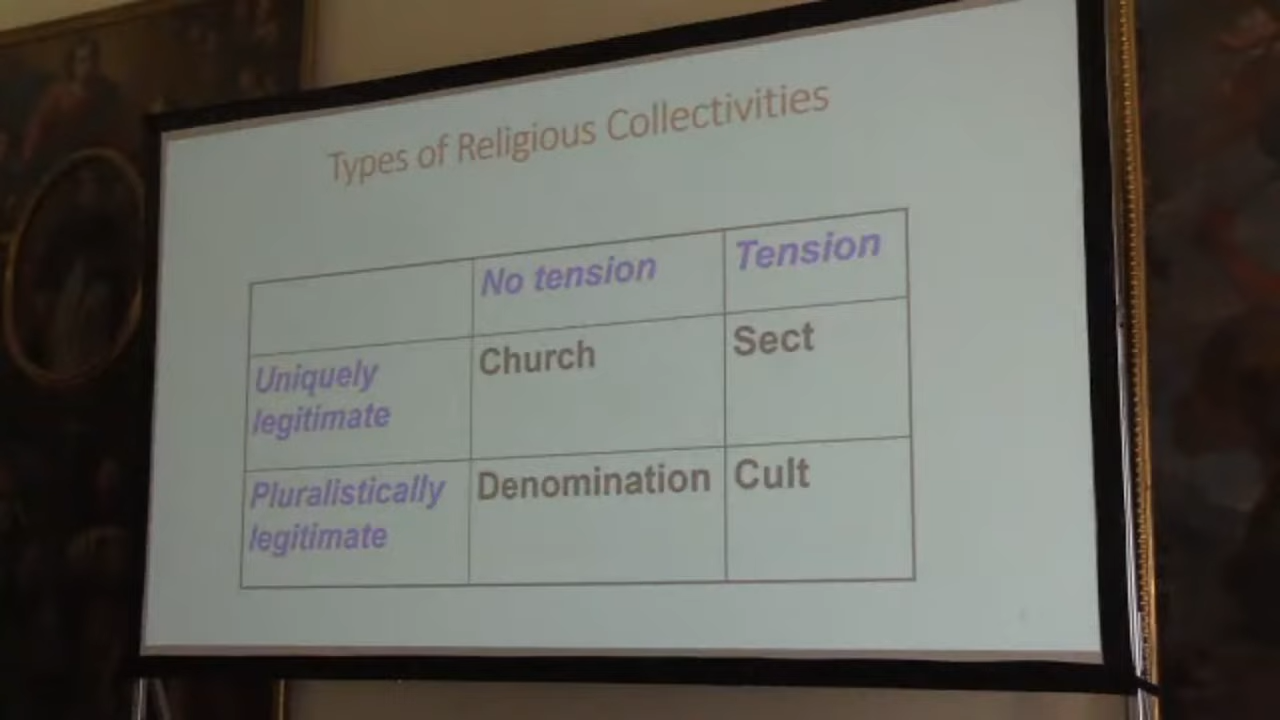 Types of Religious Collectivities
No tension
Tension
Uniquely
legitimate
Church
Sect
Pluralistically
legitimate
Denomination
Cult